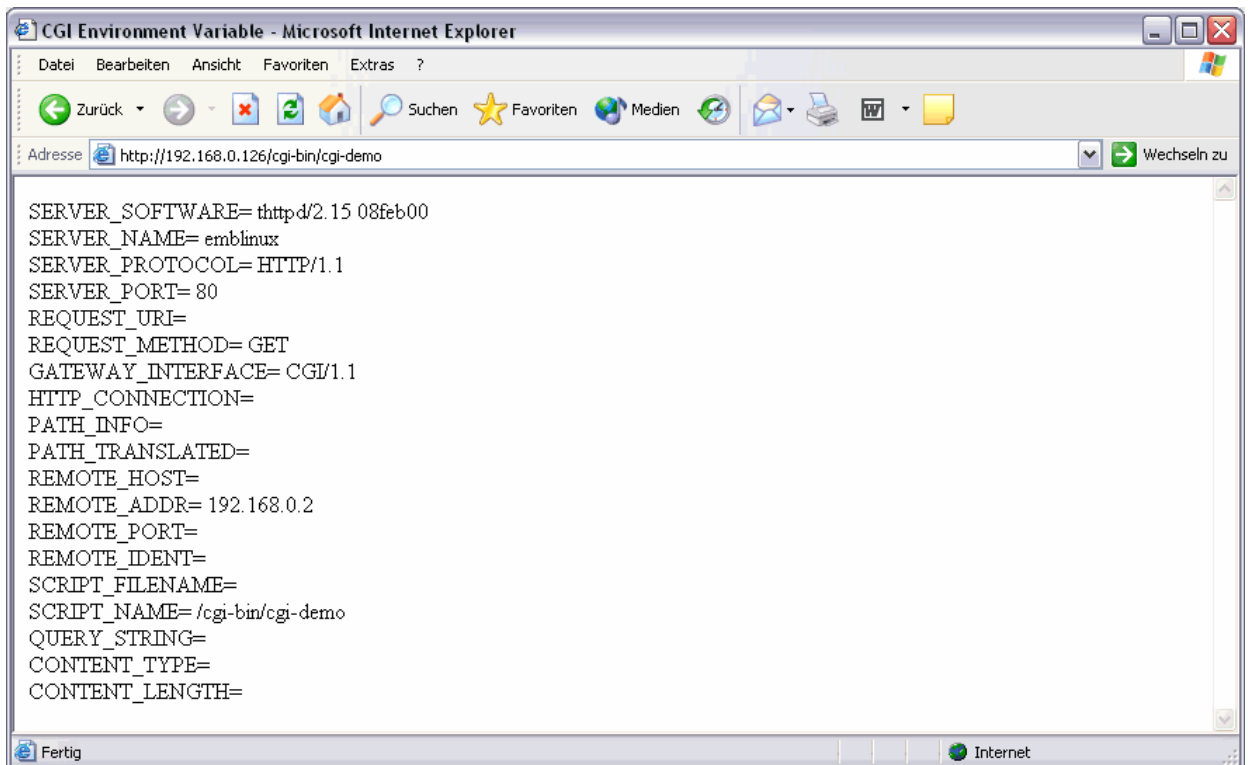 CGI Environment Variable - Microsoft Internet Explorer
Datei Bearbeiten Ansicht Favoriten Extras ?
Zurück Suchen Favoriten Medien
Adresse http://192.168.0.126/cgi-bin/cgi-demo Wechseln zu
SERVER_SOFTWARE= thttpd/2.15 08feb00
SERVER_NAME= emblinux
SERVER_PROTOCOL= HTTP/1.1
SERVER_PORT= 80
REQUEST_URI=
REQUEST_METHOD= GET
GATEWAY_INTERFACE= CGI/1.1
HTTP_CONNECTION=
PATH_INFO=
PATH_TRANSLATED=
REMOTE_HOST=
REMOTE_ADDR= 192.168.0.2
REMOTE_PORT=
REMOTE_IDENT=
SCRIPT_FILENAME=
SCRIPT_NAME= /cgi-bin/cgi-demo
QUERY_STRING=
CONTENT_TYPE=
CONTENT_LENGTH=
Fertig Internet